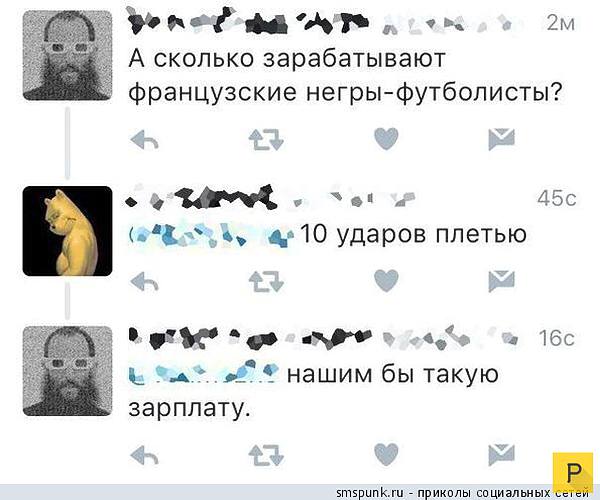 2м
А сколько зарабатывают
французские негры-футболисты?
45с
10 ударов плетью
16с
нашим бы такую
зарплату.
P
smspunk.ru - приколы социальных сетей